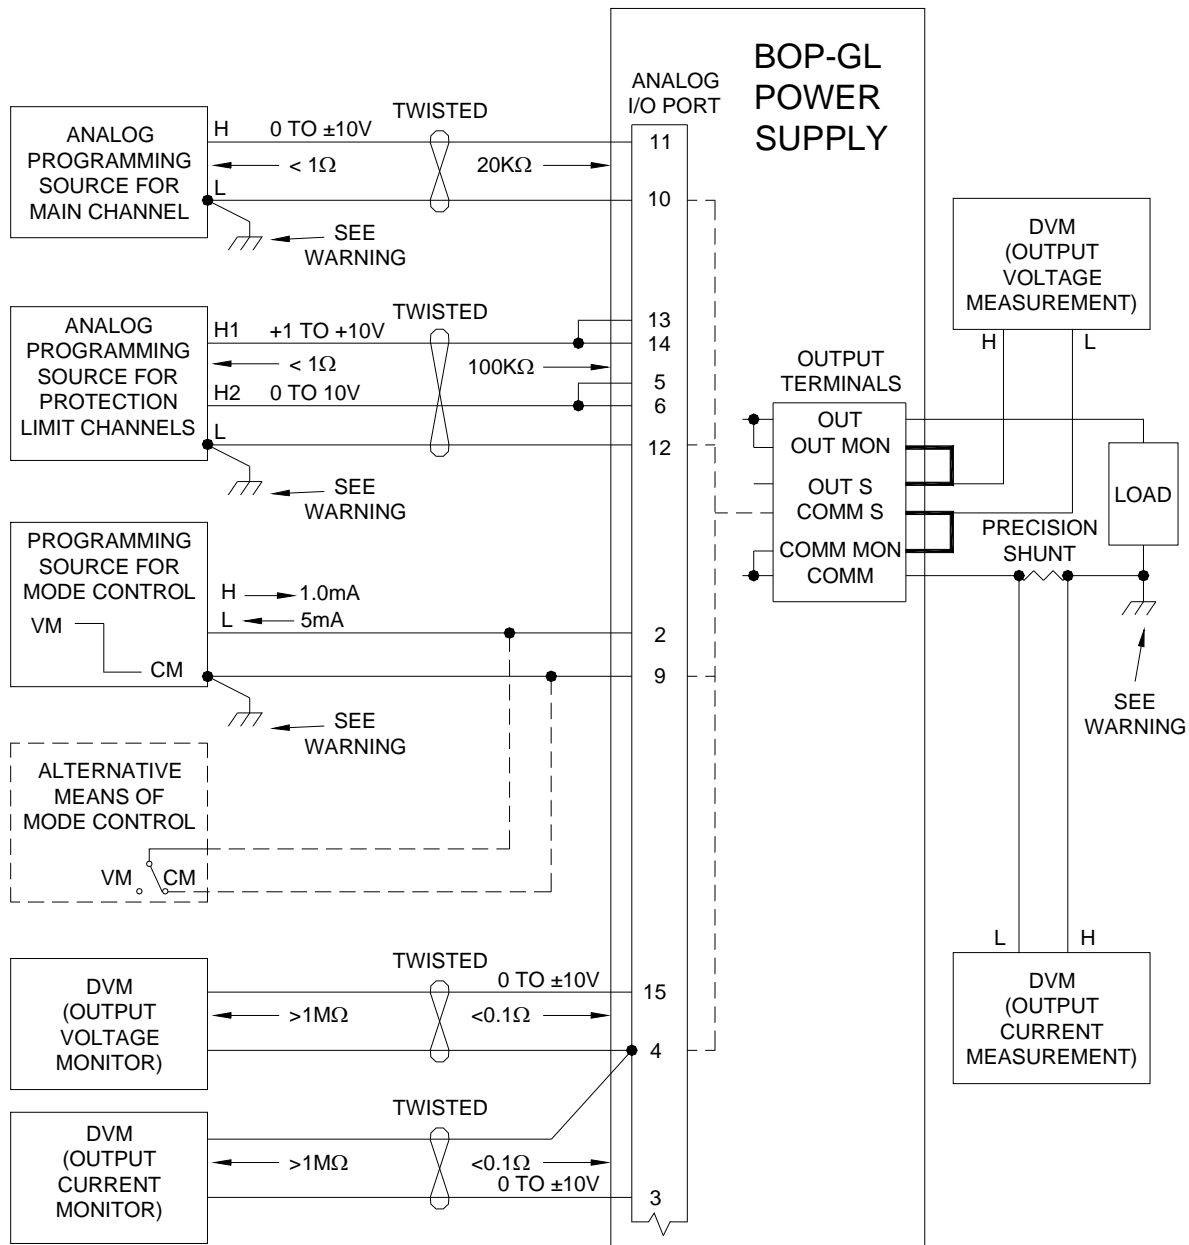 BOP-GL
POWER
SUPPLY
ANALOG
I/O PORT
ANALOG
PROGRAMMING
SOURCE FOR
MAIN CHANNEL
H 0 TO ±10V
TWISTED
< 1Ω
20KΩ
L
11
10
SEE
WARNING
ANALOG
PROGRAMMING
SOURCE FOR
PROTECTION
LIMIT CHANNELS
H1 +1 TO +10V
TWISTED
< 1Ω
100KΩ
H2 0 TO 10V
L
13
14
5
6
12
SEE
WARNING
PROGRAMMING
SOURCE FOR
MODE CONTROL
VM
CM
H 1.0mA
L 5mA
2
9
SEE
WARNING
ALTERNATIVE
MEANS OF
MODE CONTROL
VM CM
DVM
(OUTPUT
VOLTAGE
MONITOR)
TWISTED
0 TO ±10V
>1MΩ
<0.1Ω
15
4
DVM
(OUTPUT
CURRENT
MONITOR)
TWISTED
>1MΩ
<0.1Ω
0 TO ±10V
3
OUTPUT
TERMINALS
OUT
OUT MON
OUT S
COMM S
COMM MON
COMM
DVM
(OUTPUT
VOLTAGE
MEASUREMENT)
H L
LOAD
PRECISION
SHUNT
SEE
WARNING
L H
DVM
(OUTPUT
CURRENT
MEASUREMENT)